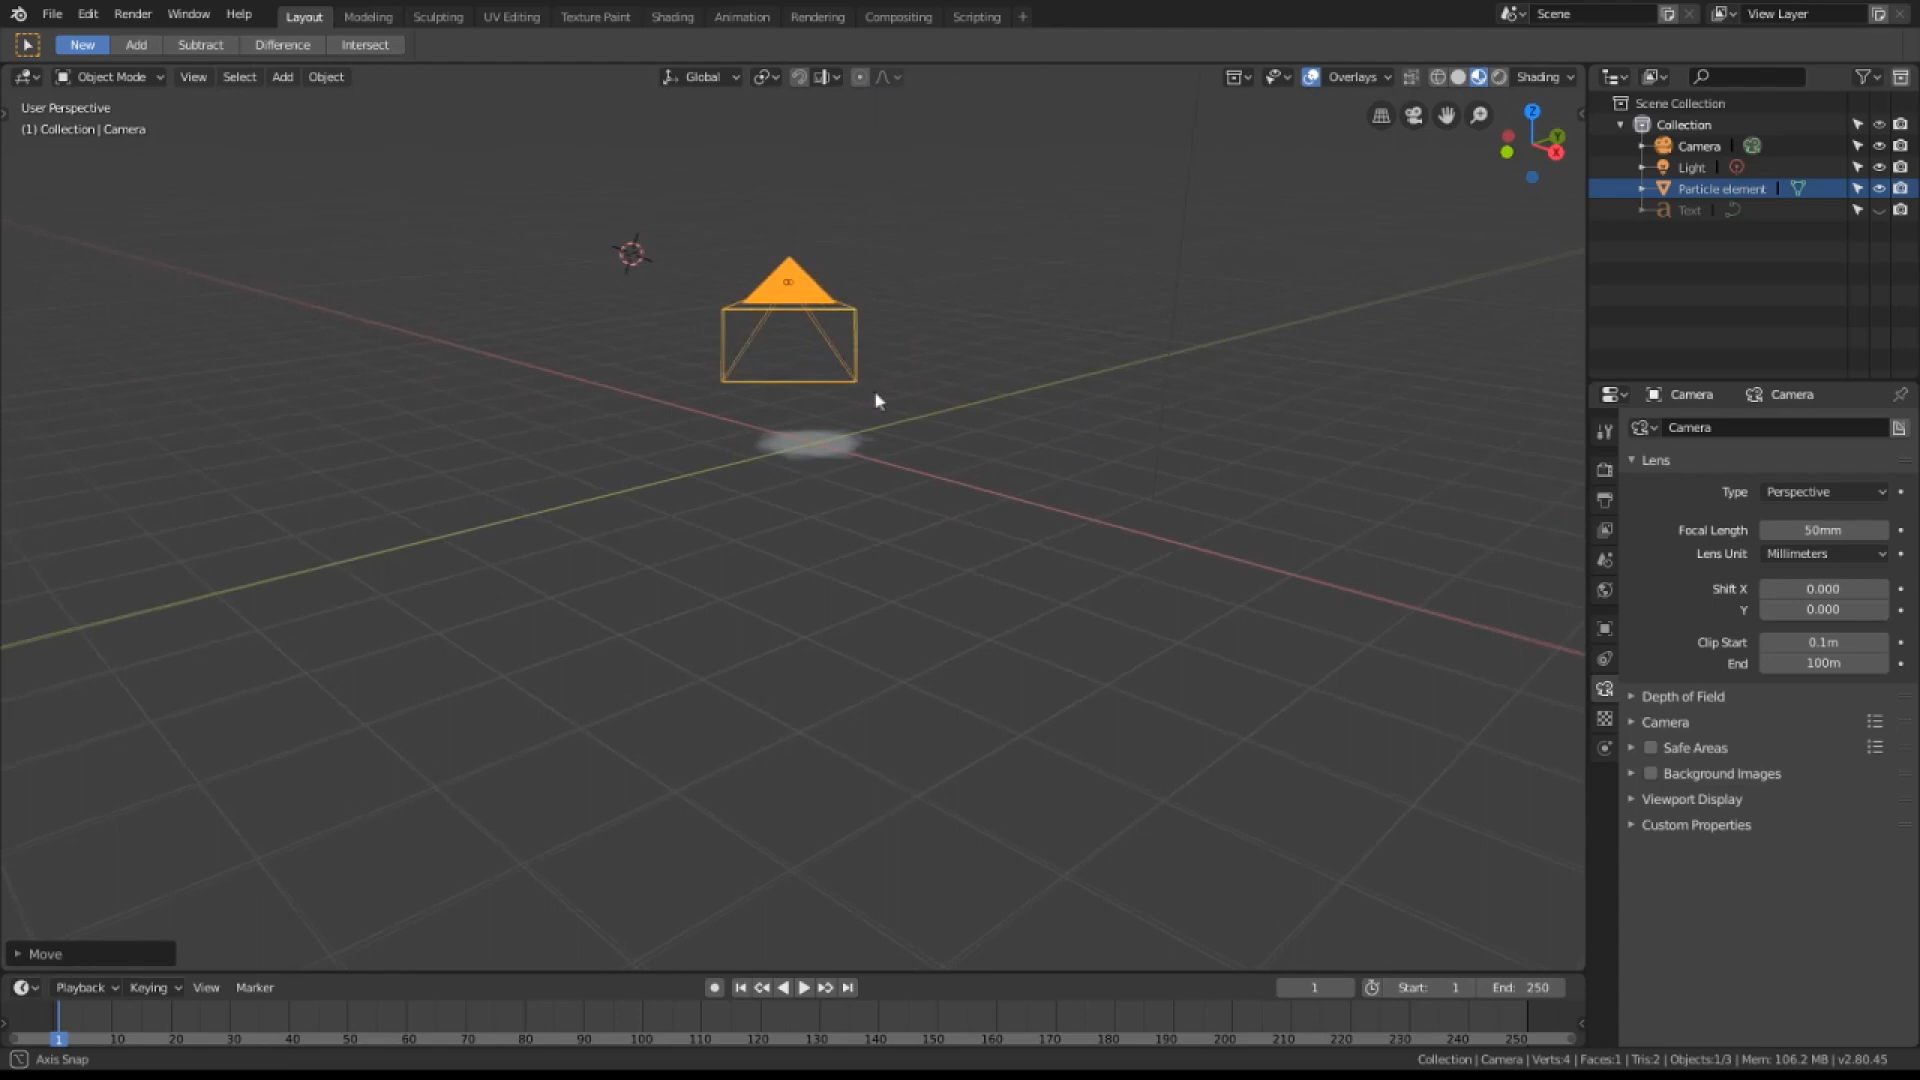 File Edit Render Window Help Layout Modeling Sculpting UV Editing Texture Paint Shading Animation Rendering Compositing Scripting + Scene View Layer
New Add Subtract Difference Intersect
Object Mode View Select Add Object Global Overlays Shading
User Perspective
(1) Collection | Camera
Z
Y
X
Scene Collection
Collection
Camera
Light
Particle element
Text
Camera Camera
Camera
Lens
Type Perspective
Focal Length 50mm
Lens Unit Millimeters
Shift X 0.000
Y 0.000
Clip Start 0.1m
End 100m
Depth of Field
Camera
Safe Areas
Background Images
Viewport Display
Custom Properties
Move
Playback Keying View Marker 1 Start: 1 End: 250
1 10 20 30 40 50 60 70 80 90 100 110 120 130 140 150 160 170 180 190 200 210 220 230 240 250
Axis Snap
Collection | Camera | Verts:4 | Faces:1 | Tris:2 | Objects:1/3 | Mem: 106.2 MB | v2.80.45